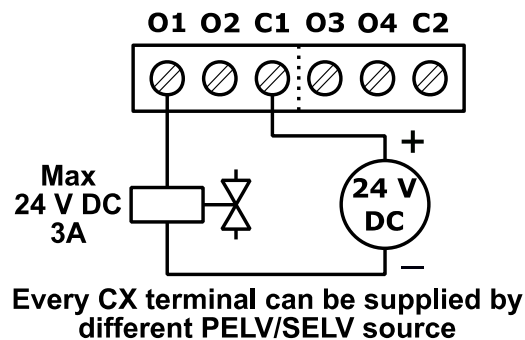 O1 O2 C1 O3 O4 C2
+
Max
24 V DC
3A
24 V
DC
–
Every CX terminal can be supplied by
different PELV/SELV source